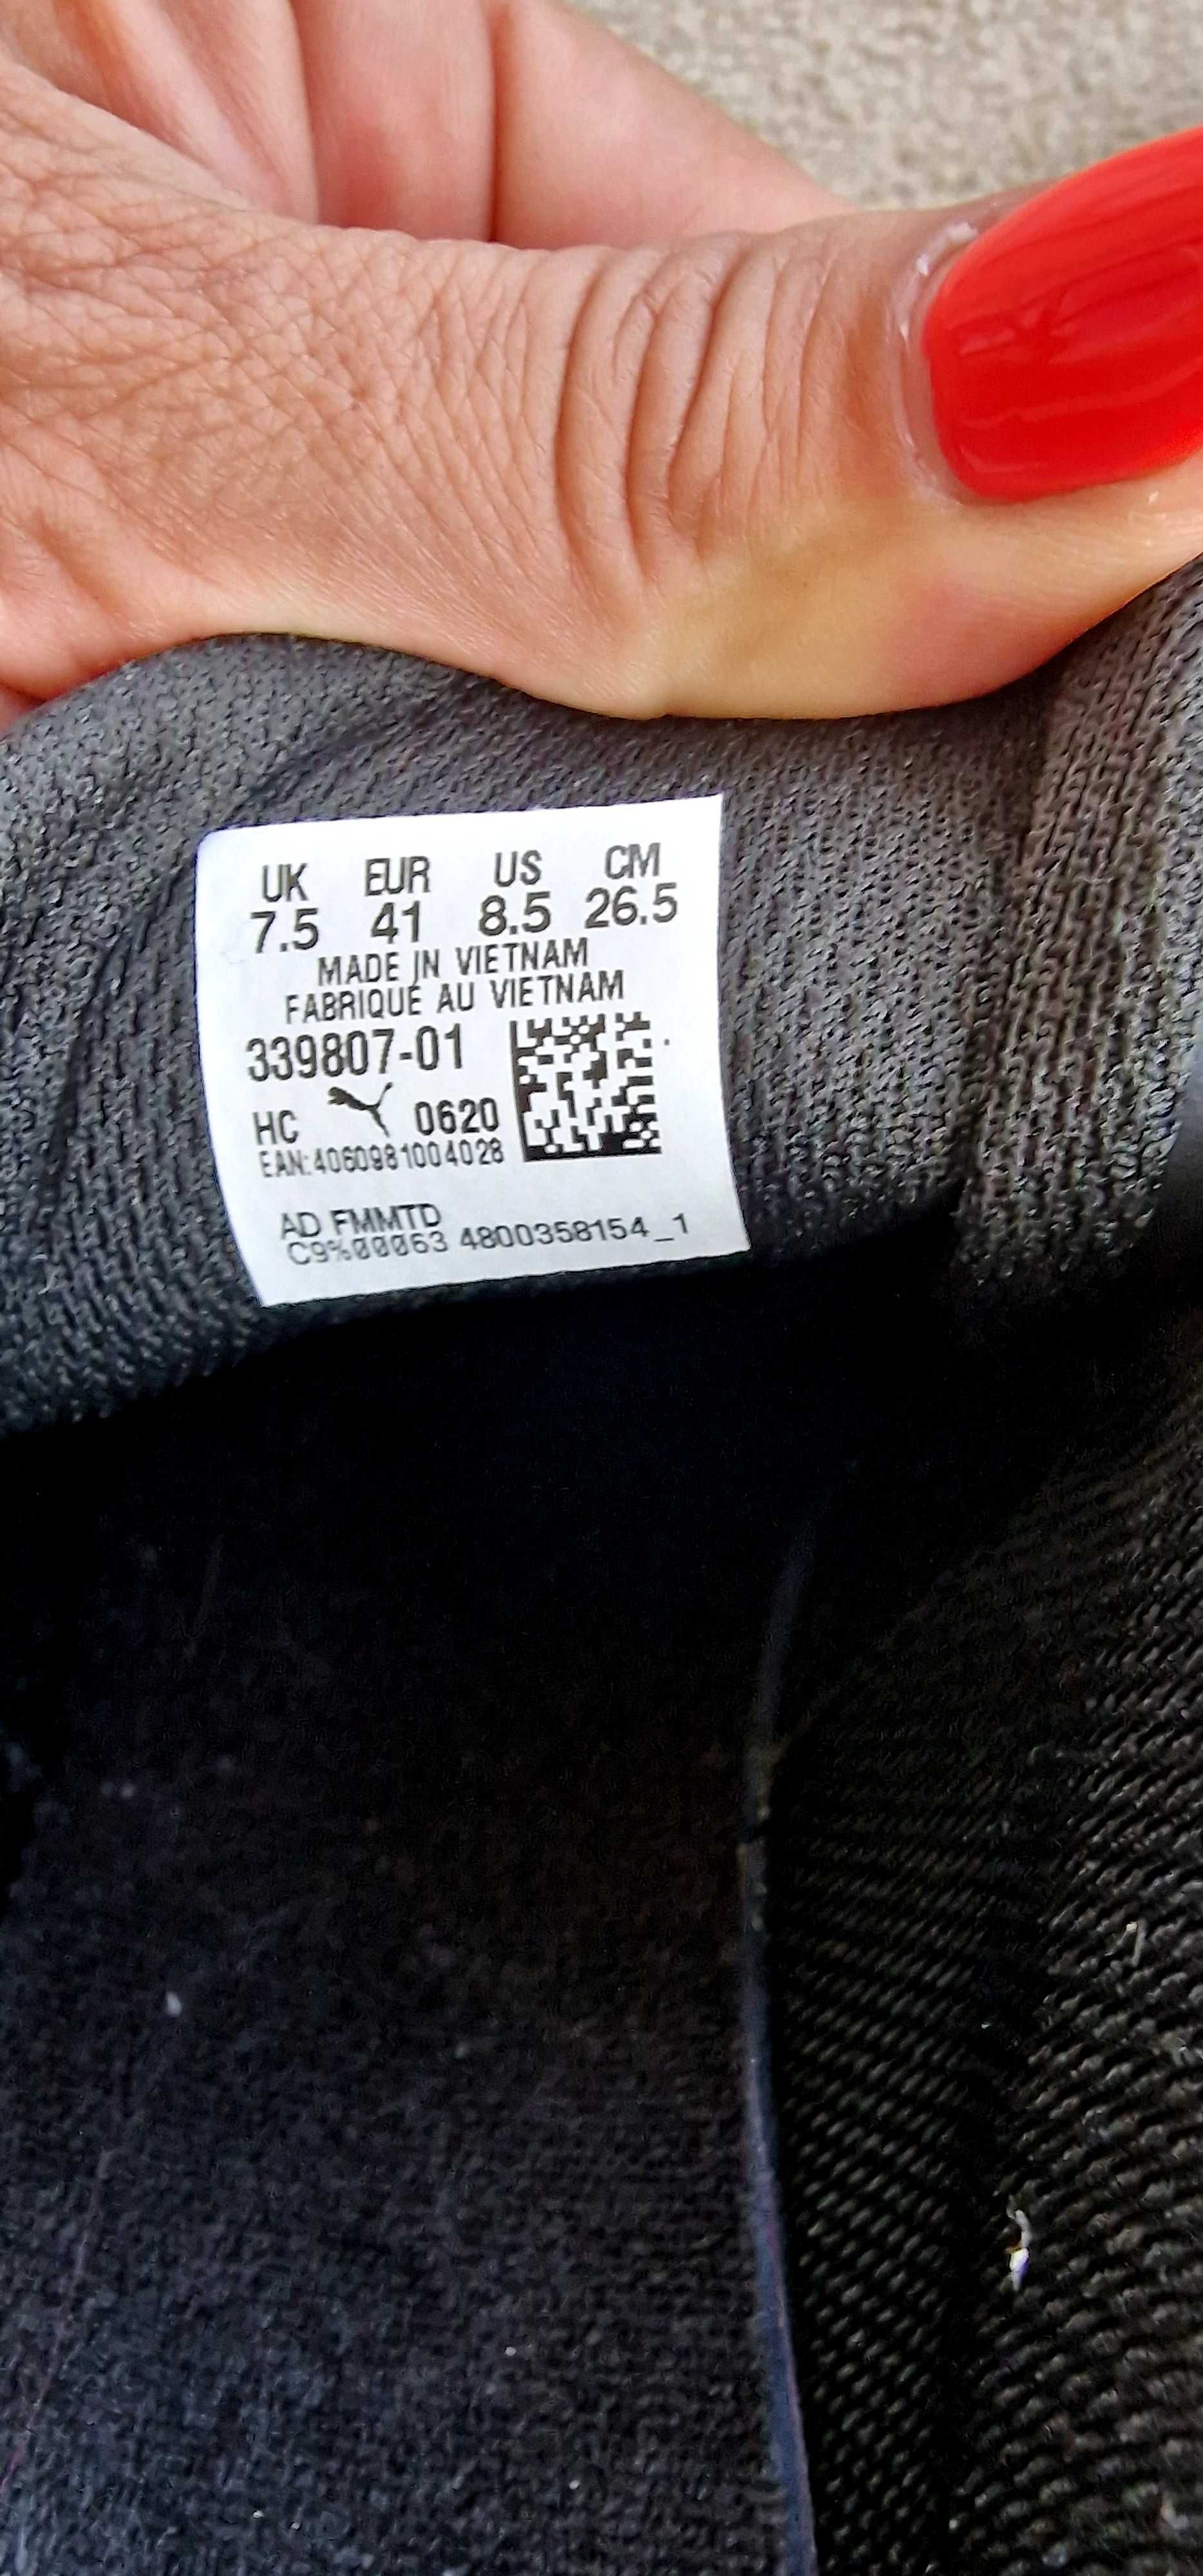 UK EUR US CM
7.5 41 8.5 26.5
MADE IN VIETNAM
FABRIQUE AU VIETNAM
339807-01
HC 0620
EAN:4060981004028
AD FMMTD
C9%00063 4800358154_1